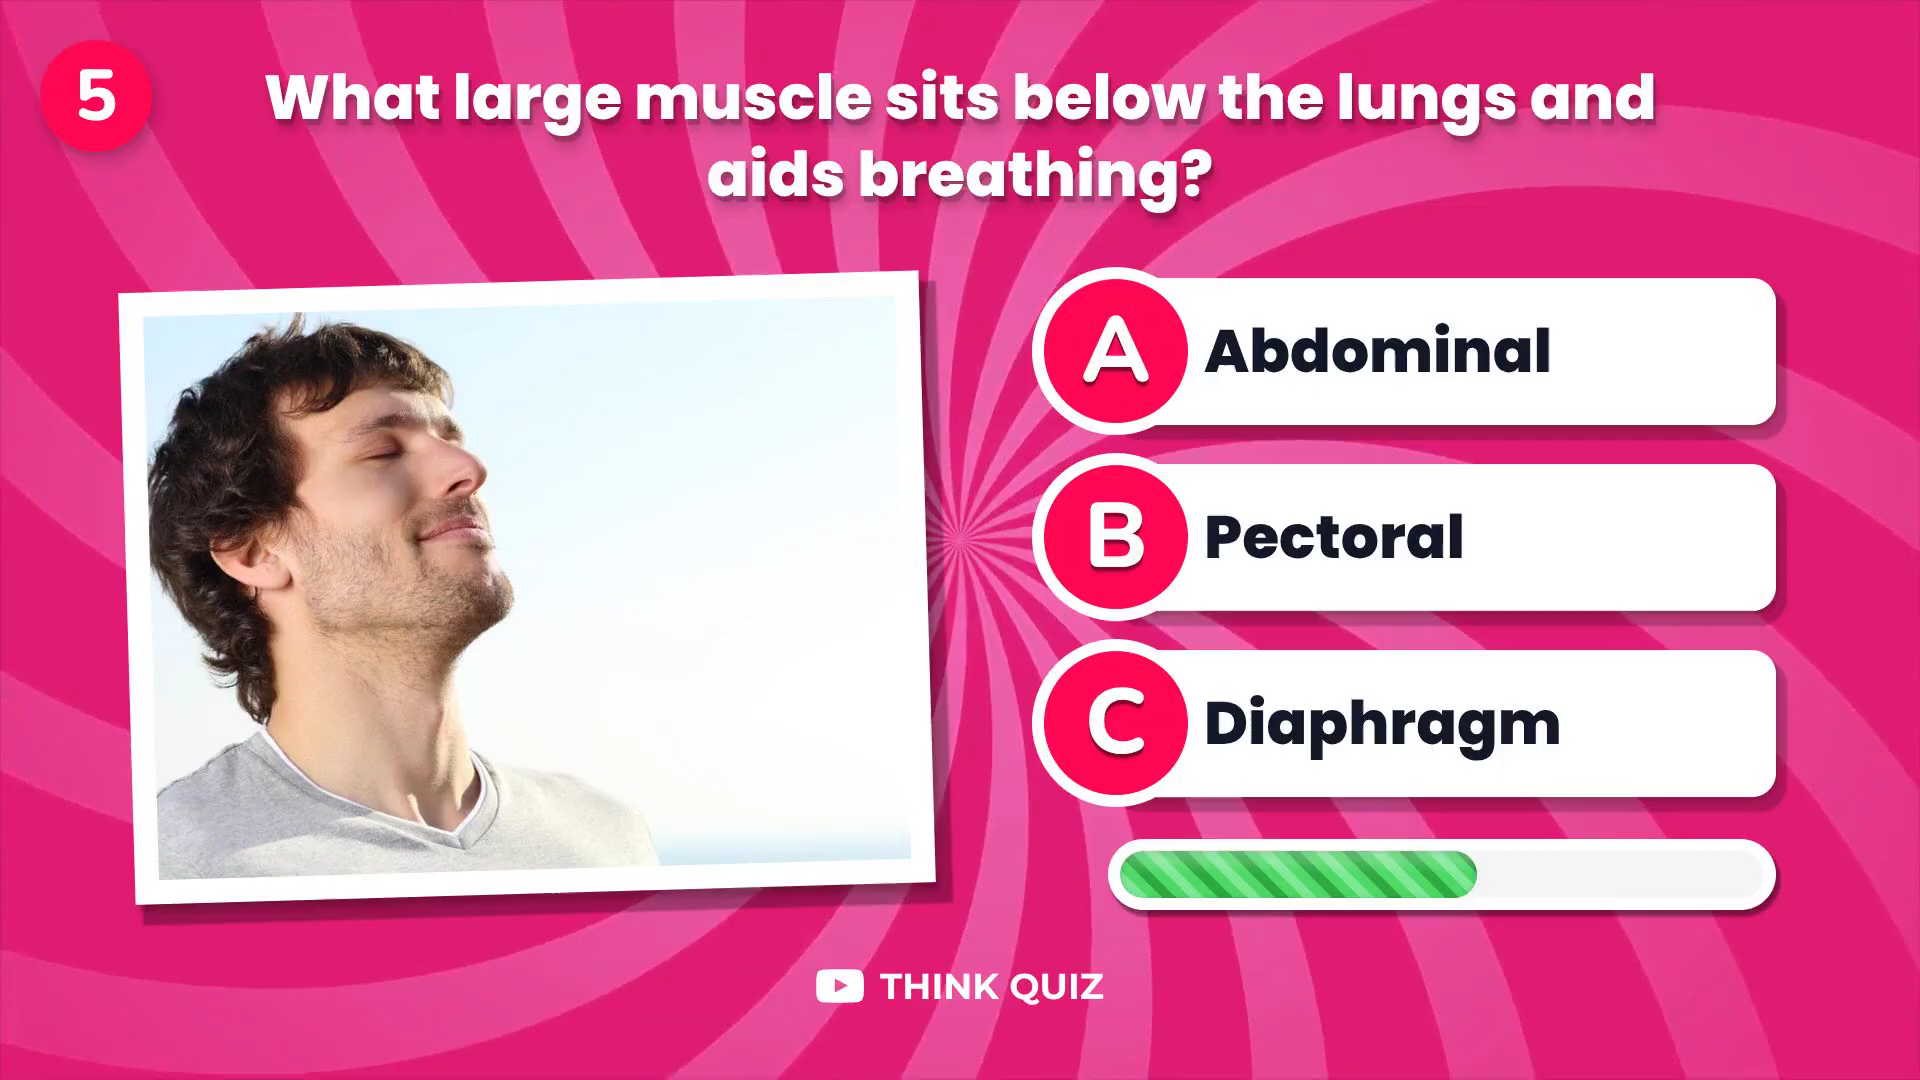 5
What large muscle sits below the lungs and
aids breathing?
A Abdominal
B Pectoral
C Diaphragm
THINK QUIZ